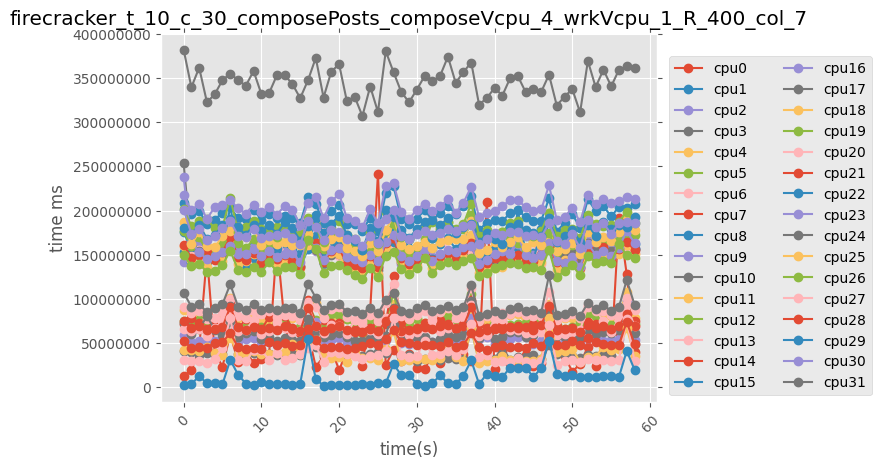 firecracker_t_10_c_30_composePosts_composeVcpu_4_wrkVcpu_1_R_400_col_7
400000000
350000000
300000000
250000000
200000000
150000000
100000000
50000000
0
time ms
0
10
20
30
40
50
60
time(s)
cpu0
cpu1
cpu2
cpu3
cpu4
cpu5
cpu6
cpu7
cpu8
cpu9
cpu10
cpu11
cpu12
cpu13
cpu14
cpu15
cpu16
cpu17
cpu18
cpu19
cpu20
cpu21
cpu22
cpu23
cpu24
cpu25
cpu26
cpu27
cpu28
cpu29
cpu30
cpu31